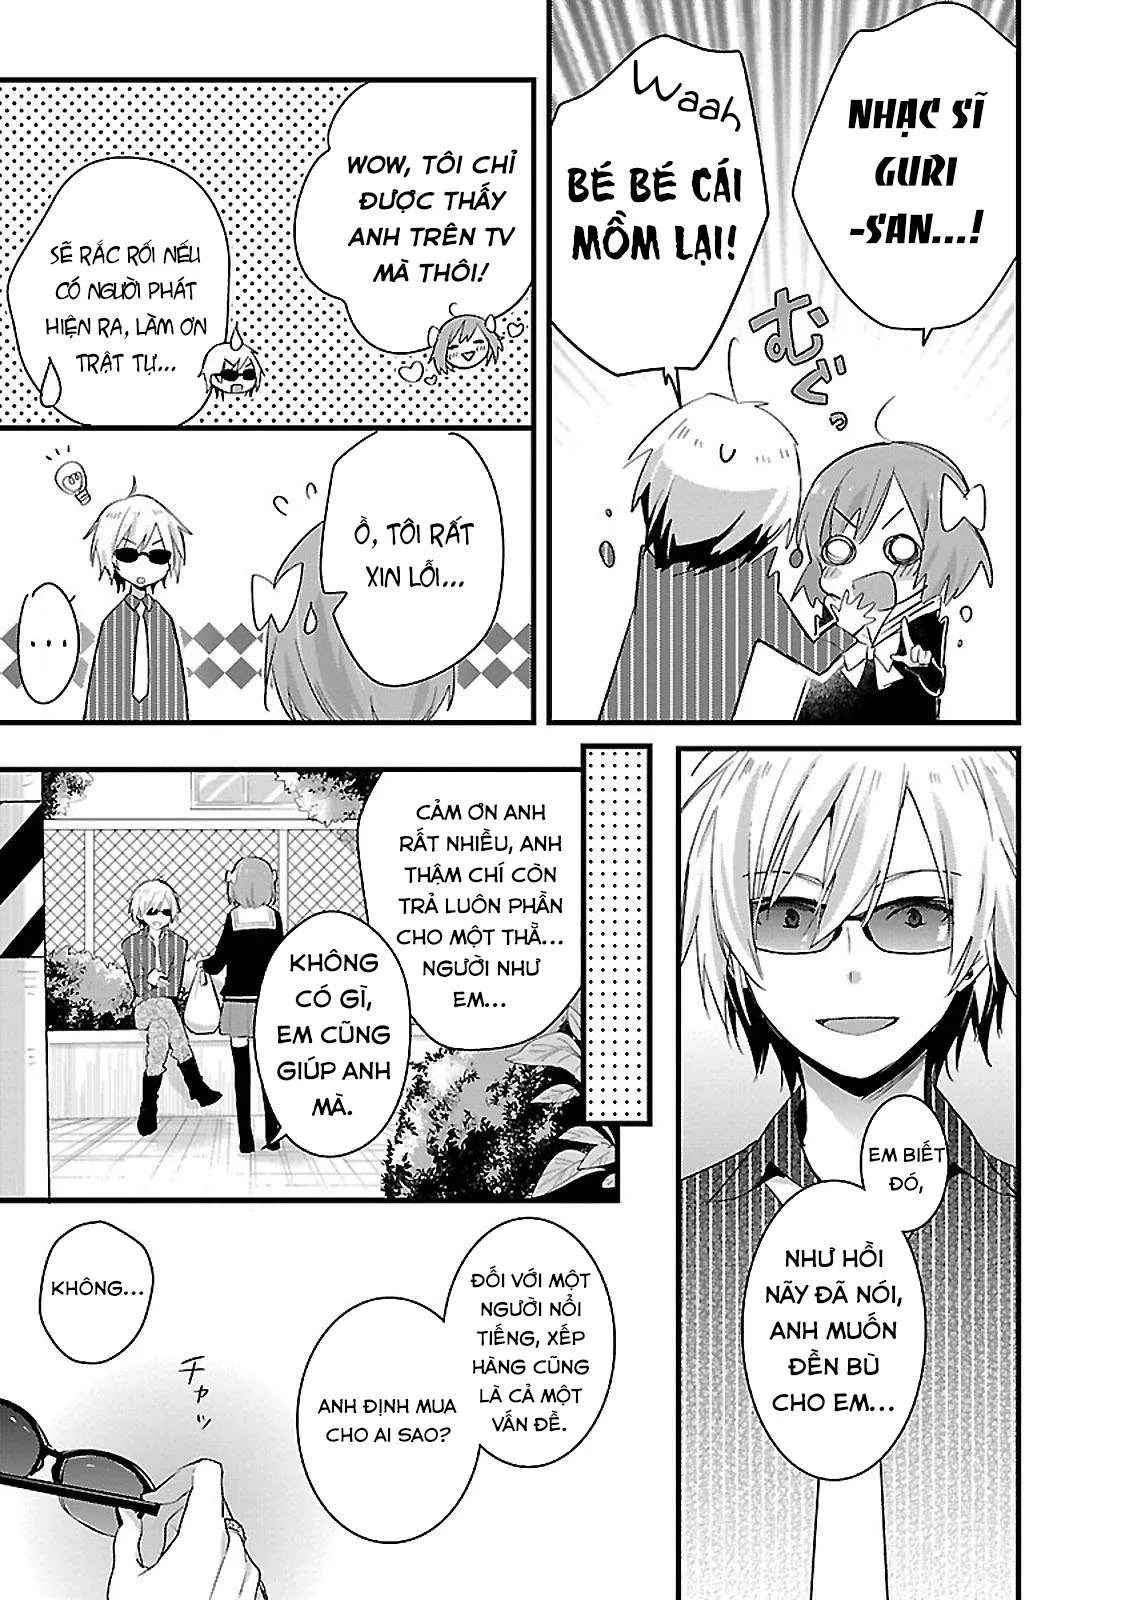 NHẠC SĨ
GURI
-SAN...!
Waah
BÉ BÉ CÁI
MỒM LẠI!
むぐっ
WOW, TÔI CHỈ
ĐƯỢC THẤY
ANH TRÊN TV
MÀ THÔI!
SẼ RẮC RỐI NẾU
CÓ NGƯỜI PHÁT
HIỆN RA, LÀM ƠN
TRẬT TỰ...
Ồ, TÔI RẤT
XIN LỖI...
...
EM BIẾT
ĐÓ,
NHƯ HỒI
NÃY ĐÃ NÓI,
ANH MUỐN
ĐỀN BÙ
CHO EM...
CẢM ƠN ANH
RẤT NHIỀU, ANH
THẬM CHÍ CÒN
TRẢ LUÔN PHẦN
CHO MỘT THẰ...
NGƯỜI NHƯ
EM...
KHÔNG
CÓ GÌ,
EM CŨNG
GIÚP ANH
MÀ.
ĐỐI VỚI MỘT
NGƯỜI NỔI
TIẾNG, XẾP
HÀNG CŨNG
LÀ CẢ MỘT
VẤN ĐỀ.
ANH ĐỊNH MUA
CHO AI SAO?
KHÔNG...
チャッ